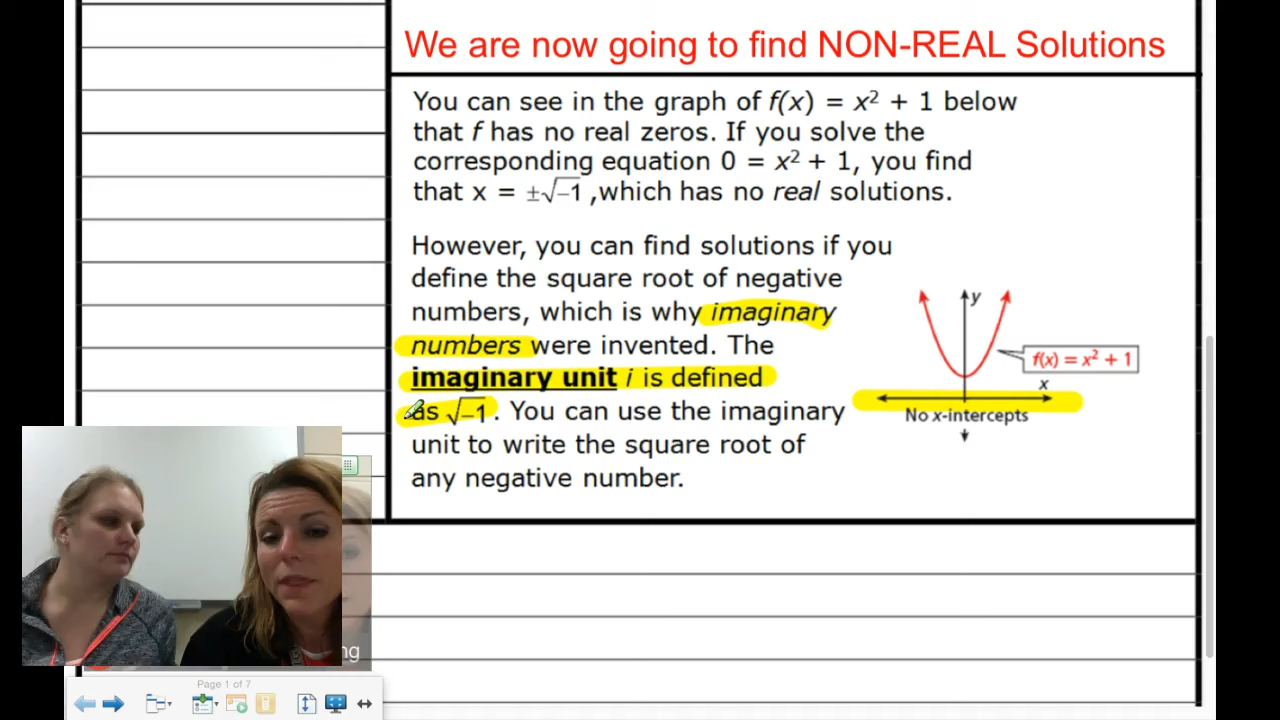 We are now going to find NON-REAL Solutions
You can see in the graph of f(x) = x² + 1 below
that f has no real zeros. If you solve the
corresponding equation 0 = x² + 1, you find
that x = ±√−1 ,which has no real solutions.
However, you can find solutions if you
define the square root of negative
numbers, which is why imaginary
numbers were invented. The
imaginary unit i is defined
as √−1 . You can use the imaginary
unit to write the square root of
any negative number.
y
f(x) = x² + 1
x
No x-intercepts
ng
Page 1 of 7